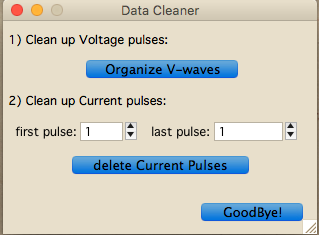 Data Cleaner
1) Clean up Voltage pulses:
Organize V-waves
2) Clean up Current pulses:
first pulse: 1 last pulse: 1
delete Current Pulses
GoodBye!